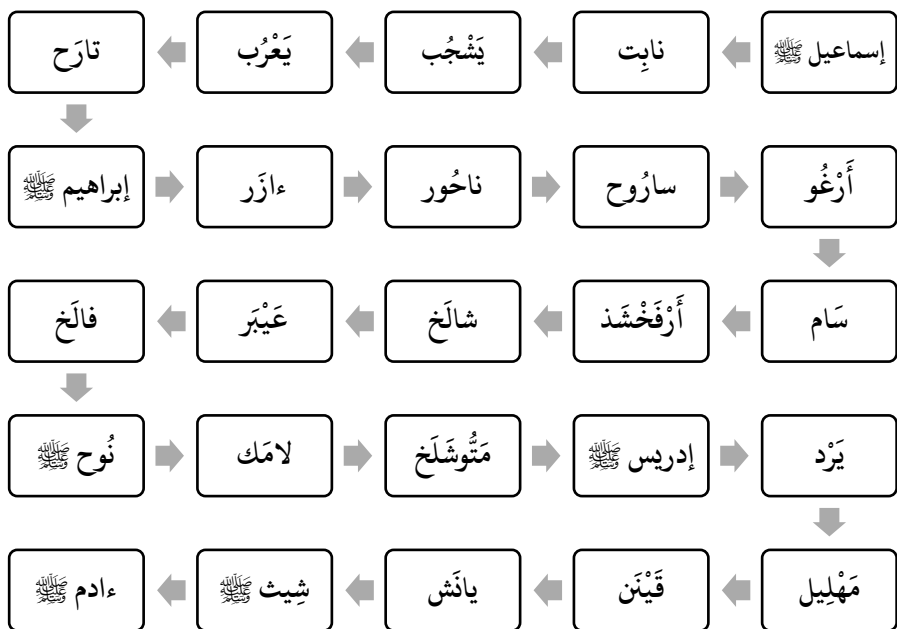 إسماعيل ﷺ
نابِت
يَشْجُب
يَعْرُب
تارَح
أَرْغُو
سارُوح
ناحُور
ءازَر
إبراهيم ﷺ
سَام
أَرْفَخْشَذ
شالَخ
عَيْبَر
فالَخ
يَرْد
إدريس ﷺ
مَتُّوشَلَخ
لامَك
نُوح ﷺ
مَهْلِيل
قَيْنَن
يانَش
شِيث ﷺ
ءادم ﷺ